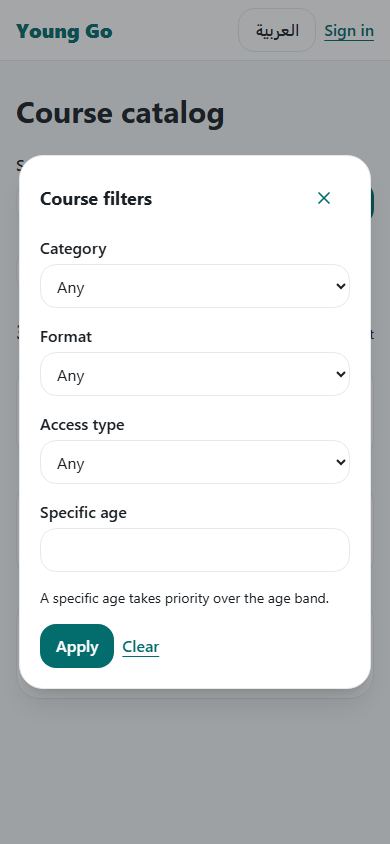 Young Go
العربية
Sign in
Course catalog
Course filters
Category
Any
Format
Any
Access type
Any
Specific age
A specific age takes priority over the age band.
Apply
Clear